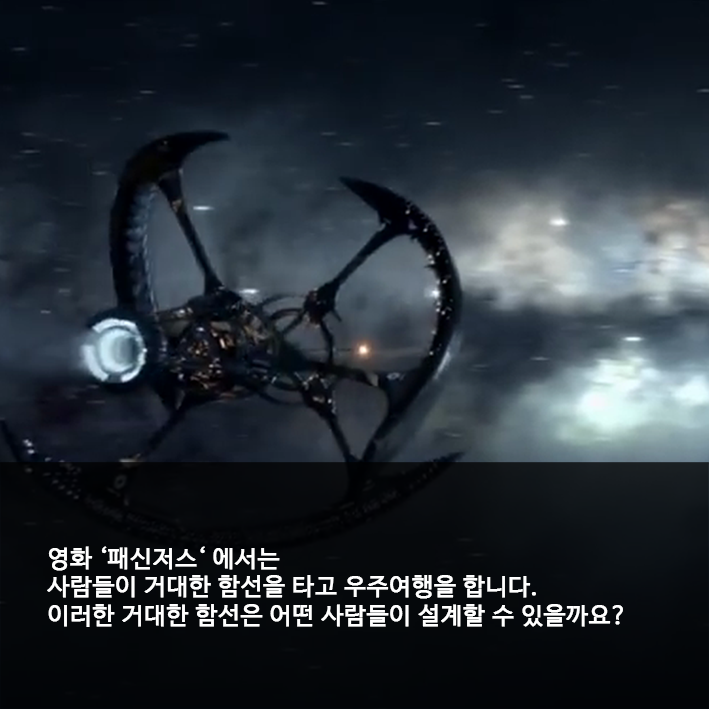 영화 ‘패신저스‘ 에서는
사람들이 거대한 함선을 타고 우주여행을 합니다.
이러한 거대한 함선은 어떤 사람들이 설계할 수 있을까요?